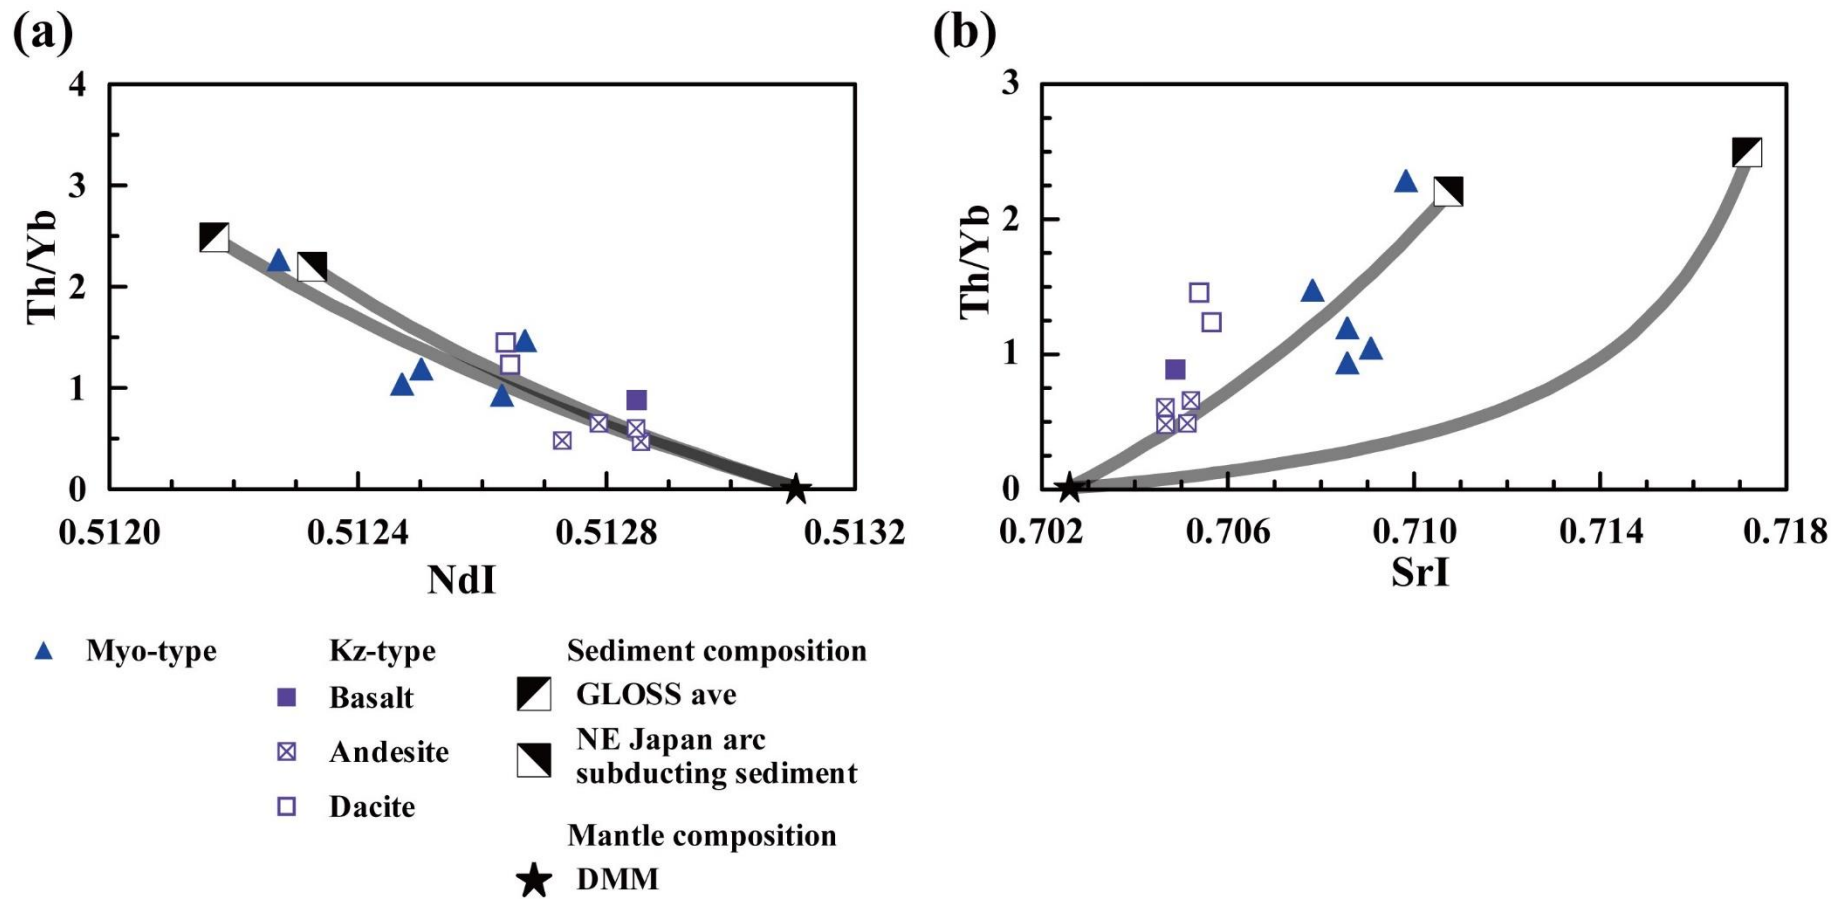 (a)
4
3
2
1
0
Th/Yb
0.5120
0.5124
0.5128
0.5132
NdI
(b)
3
2
1
0
Th/Yb
0.702
0.706
0.710
0.714
0.718
SrI
Myo-type
Kz-type
Basalt
Andesite
Dacite
Sediment composition
GLOSS ave
NE Japan arc
subducting sediment
Mantle composition
DMM